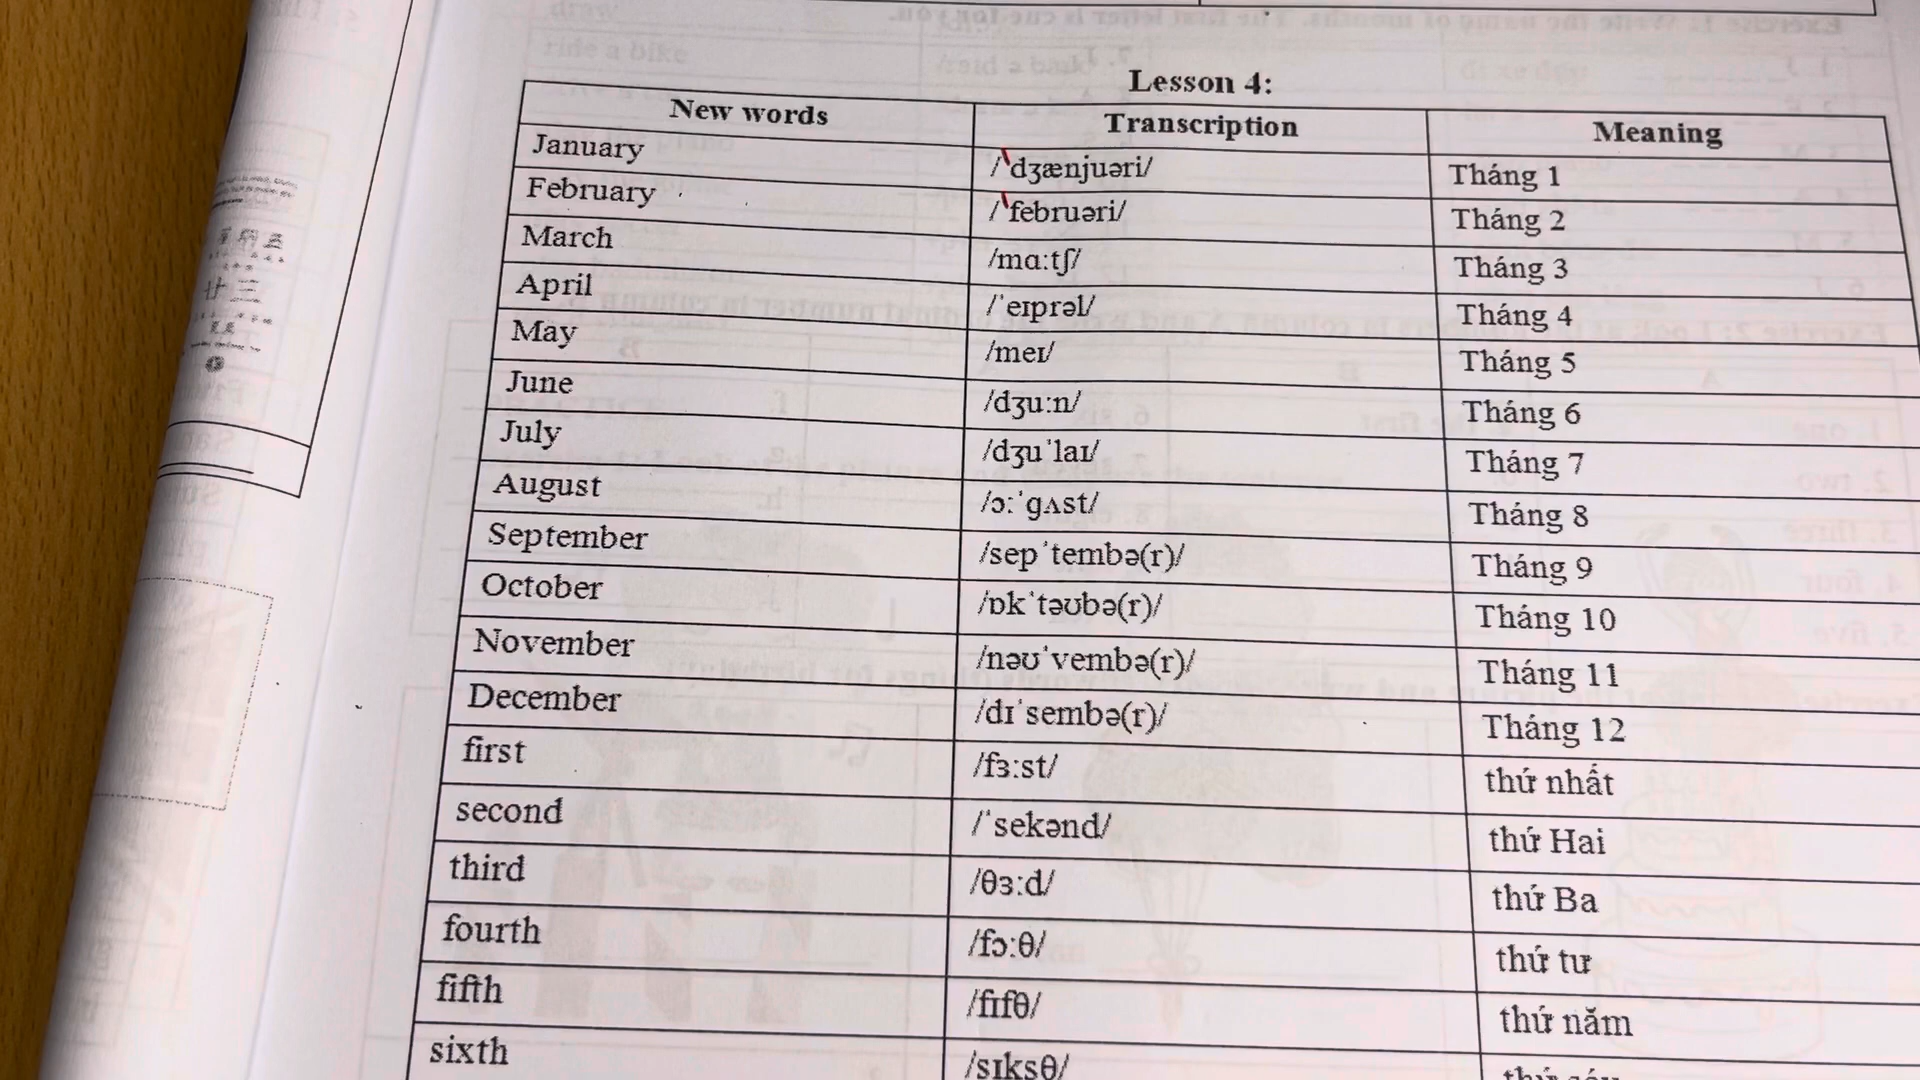 Lesson 4:
New words Transcription Meaning
January /ˈdʒænjuəri/ Tháng 1
February /ˈfebruəri/ Tháng 2
March /mɑːtʃ/ Tháng 3
April /ˈeɪprəl/ Tháng 4
May /meɪ/ Tháng 5
June /dʒuːn/ Tháng 6
July /dʒuˈlaɪ/ Tháng 7
August /ɔːˈɡʌst/ Tháng 8
September /sepˈtembə(r)/ Tháng 9
October /ɒkˈtəʊbə(r)/ Tháng 10
November /nəʊˈvembə(r)/ Tháng 11
December /dɪˈsembə(r)/ Tháng 12
first /fɜːst/ thứ nhất
second /ˈsekənd/ thứ Hai
third /θɜːd/ thứ Ba
fourth /fɔːθ/ thứ tư
fifth /fɪfθ/ thứ năm
sixth /sɪksθ/ thứ